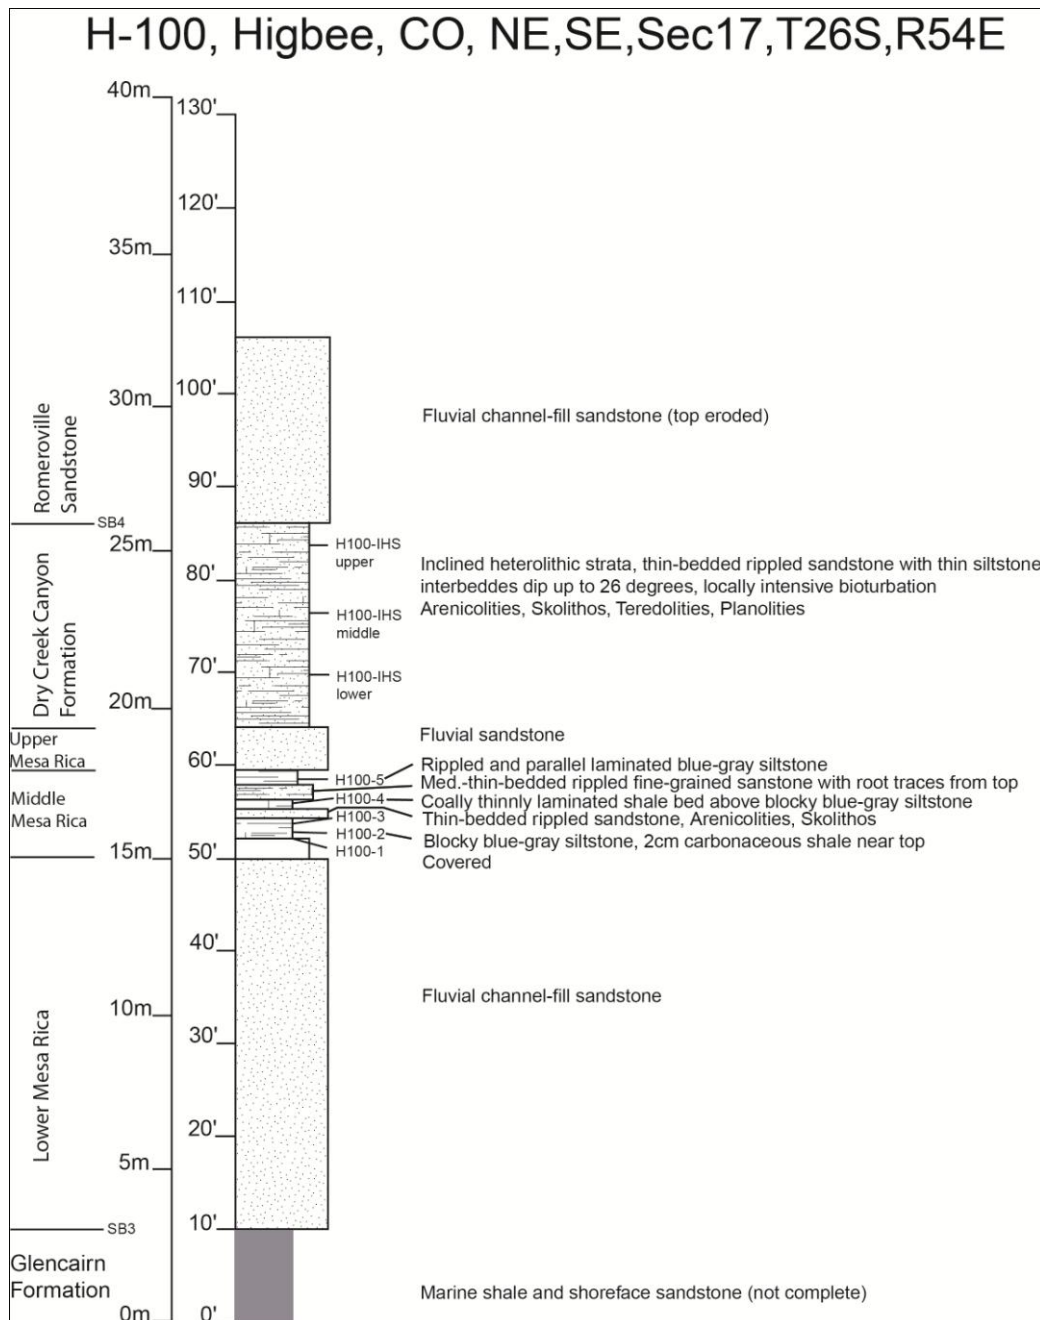 H-100, Higbee, CO, NE,SE,Sec17,T26S,R54E
40m
130'
120'
35m
110'
30m
100'
Romeroville
Sandstone
Fluvial channel-fill sandstone (top eroded)
90'
SB4
25m
H100-IHS
upper
Inclined heterolithic strata, thin-bedded rippled sandstone with thin siltstone
interbeddes dip up to 26 degrees, locally intensive bioturbation
Arenicolities, Skolithos, Teredolities, Planolities
80'
Dry Creek Canyon
Formation
H100-IHS
middle
70'
H100-IHS
lower
20m
Upper
Mesa Rica
Fluvial sandstone
60'
Rippled and parallel laminated blue-gray siltstone
H100-5
Med.-thin-bedded rippled fine-grained sanstone with root traces from top
Middle
Mesa Rica
H100-4
Coally thinnly laminated shale bed above blocky blue-gray siltstone
H100-3
Thin-bedded rippled sandstone, Arenicolities, Skolithos
H100-2
Blocky blue-gray siltstone, 2cm carbonaceous shale near top
H100-1
15m
50'
Covered
40'
Fluvial channel-fill sandstone
10m
30'
Lower Mesa Rica
20'
5m
10'
SB3
Glencairn
Formation
Marine shale and shoreface sandstone (not complete)
0m
0'